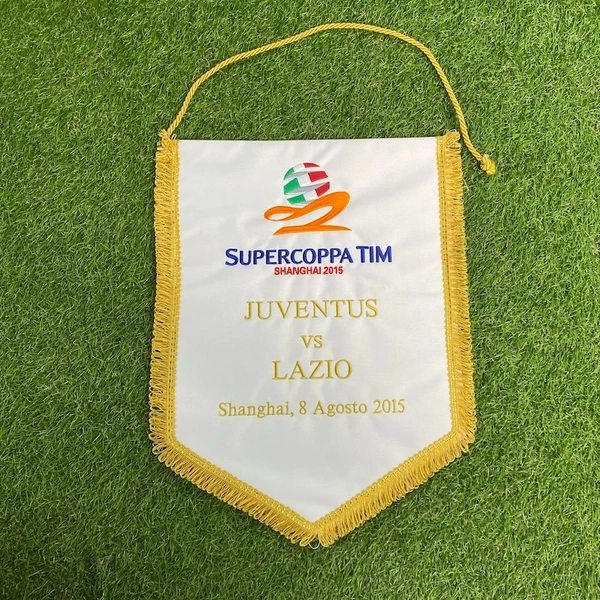 SUPERCOPPA TIM
SHANGHAI 2015
JUVENTUS
vs
LAZIO
Shanghai, 8 Agosto 2015